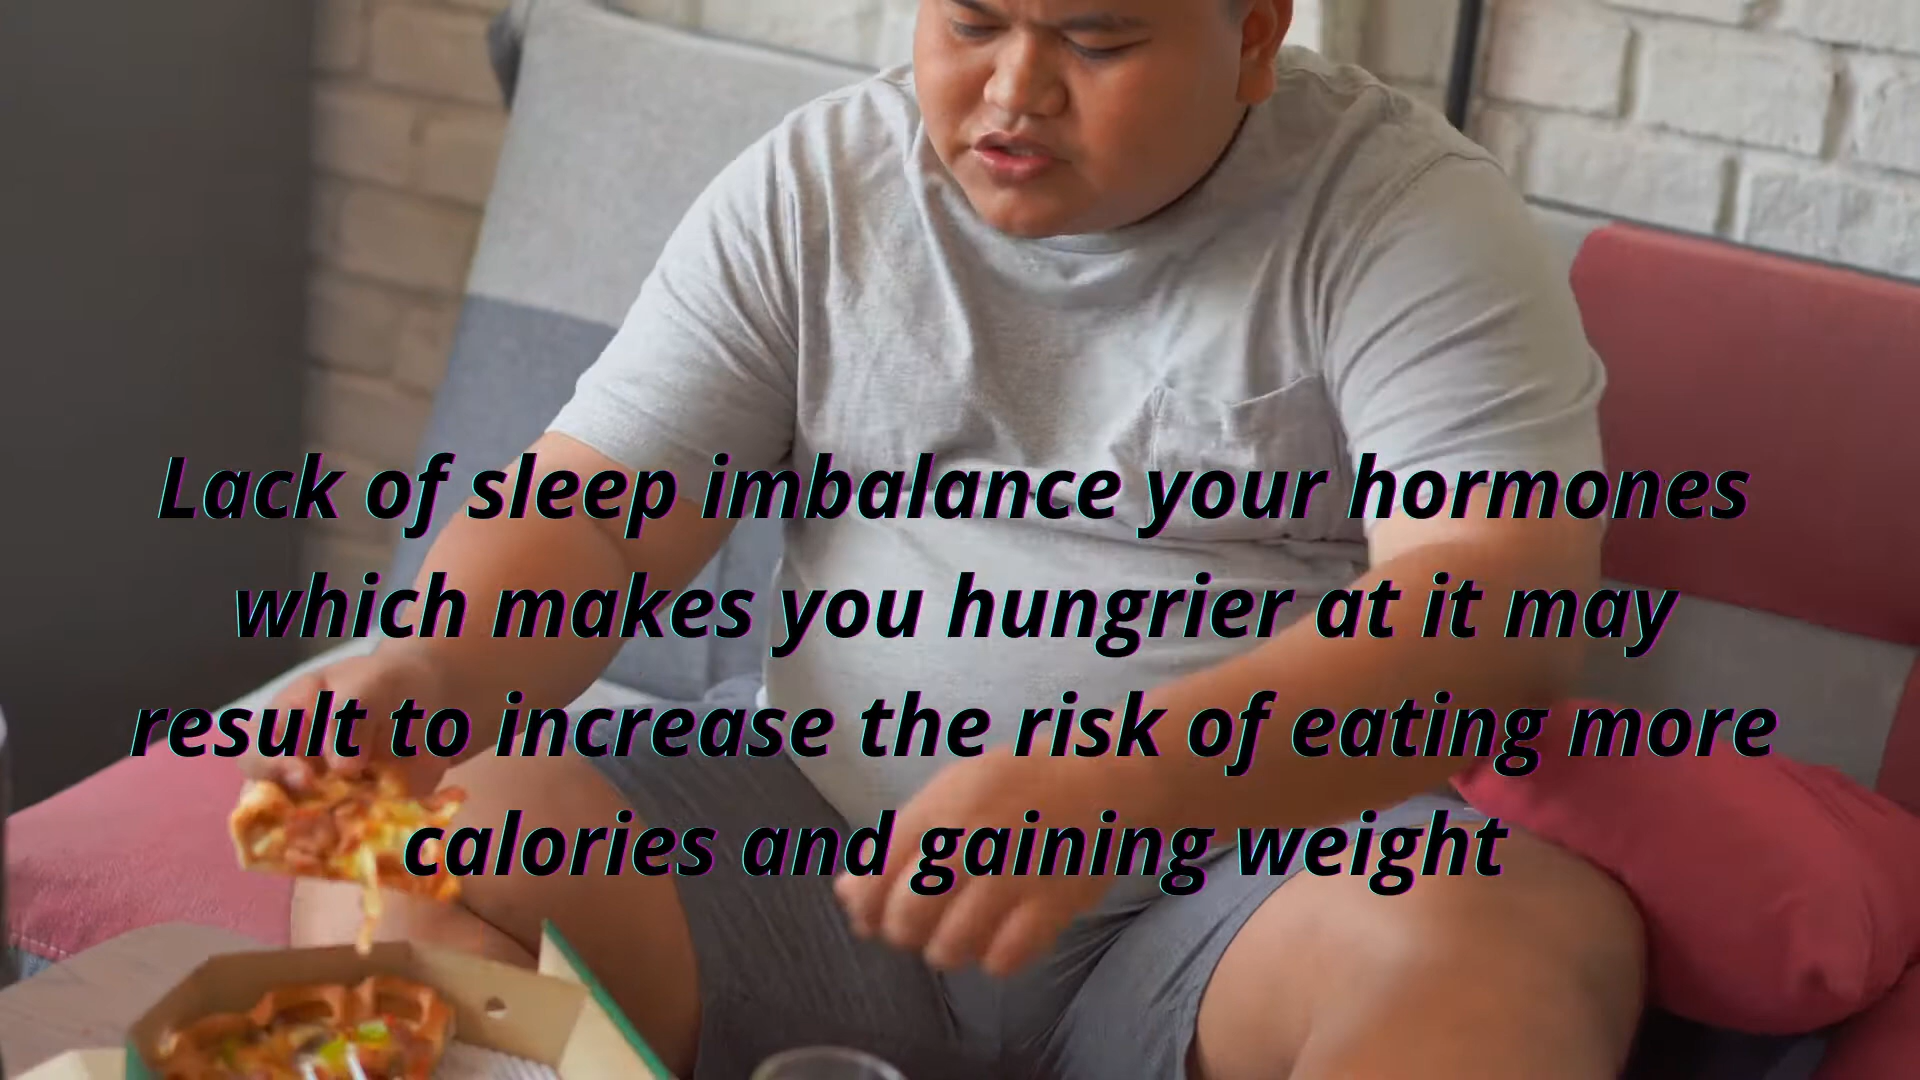 Lack of sleep imbalance your hormones
which makes you hungrier at it may
result to increase the risk of eating more
calories and gaining weight